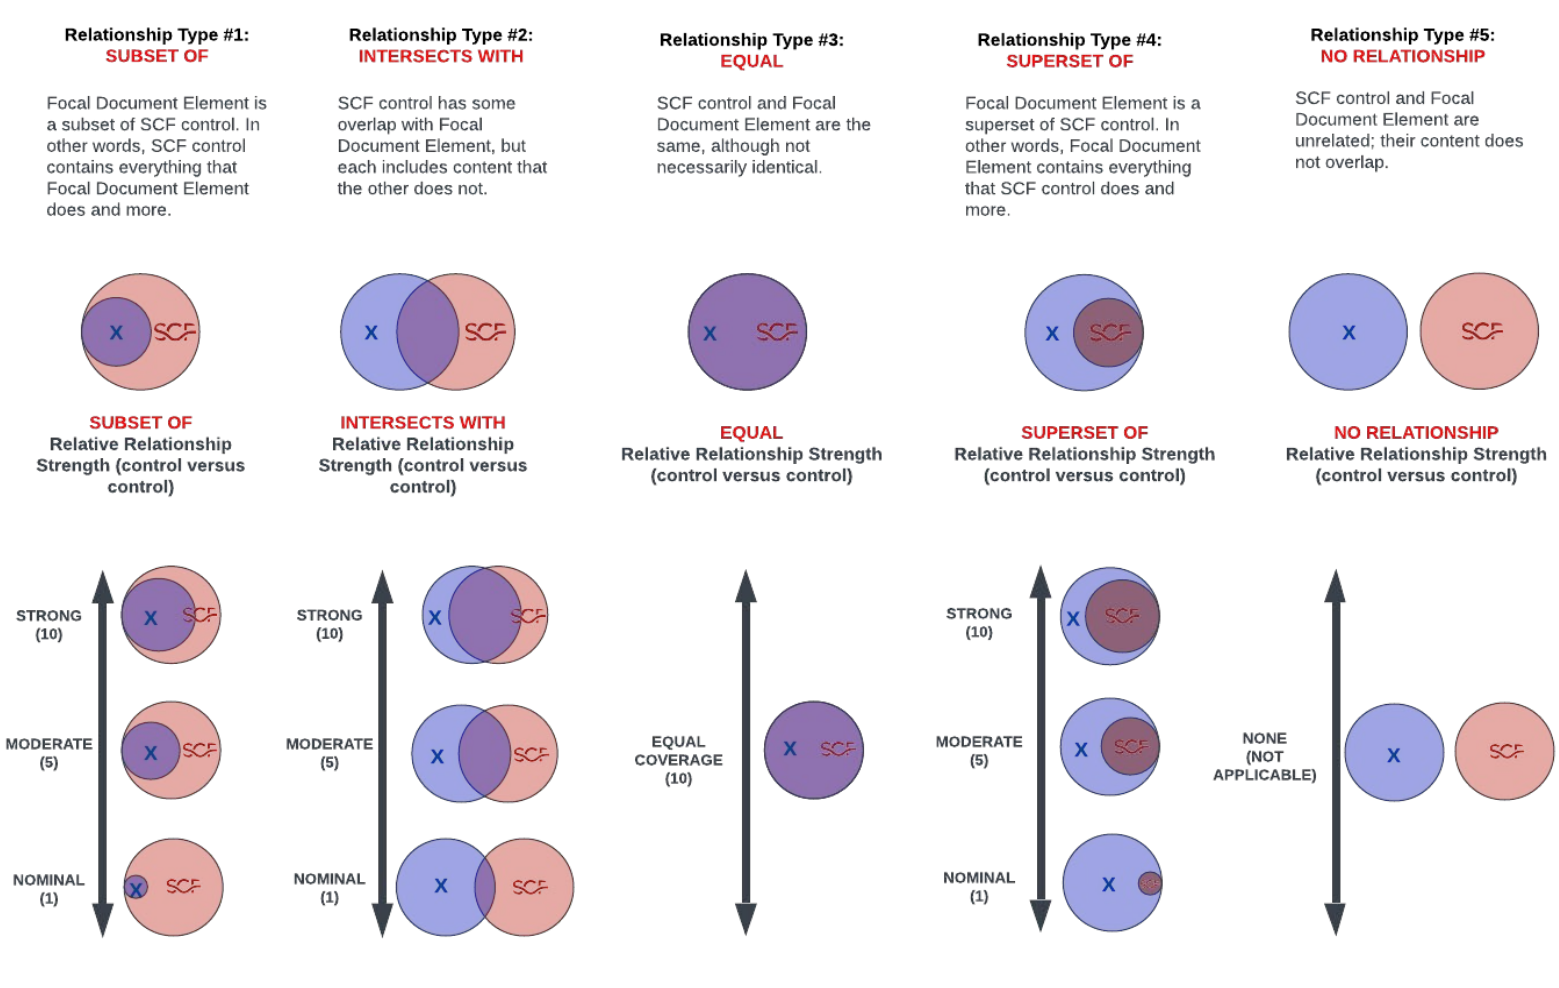 Relationship Type #1:
SUBSET OF
Focal Document Element is
a subset of SCF control. In
other words, SCF control
contains everything that
Focal Document Element
does and more.
X
SCF
SUBSET OF
Relative Relationship
Strength (control versus
control)
STRONG
(10)
X
SCF
MODERATE
(5)
X
SCF
NOMINAL
(1)
X
SCF
Relationship Type #2:
INTERSECTS WITH
SCF control has some
overlap with Focal
Document Element, but
each includes content that
the other does not.
X
SCF
INTERSECTS WITH
Relative Relationship
Strength (control versus
control)
STRONG
(10)
X
SCF
MODERATE
(5)
X
SCF
NOMINAL
(1)
X
SCF
Relationship Type #3:
EQUAL
SCF control and Focal
Document Element are the
same, although not
necessarily identical.
X
SCF
EQUAL
Relative Relationship Strength
(control versus control)
EQUAL
COVERAGE
(10)
X
SCF
Relationship Type #4:
SUPERSET OF
Focal Document Element is a
superset of SCF control. In
other words, Focal Document
Element contains everything
that SCF control does and
more.
X
SCF
SUPERSET OF
Relative Relationship Strength
(control versus control)
STRONG
(10)
X
SCF
MODERATE
(5)
X
SCF
NOMINAL
(1)
X
SCF
Relationship Type #5:
NO RELATIONSHIP
SCF control and Focal
Document Element are
unrelated; their content does
not overlap.
X
SCF
NO RELATIONSHIP
Relative Relationship Strength
(control versus control)
NONE
(NOT
APPLICABLE)
X
SCF